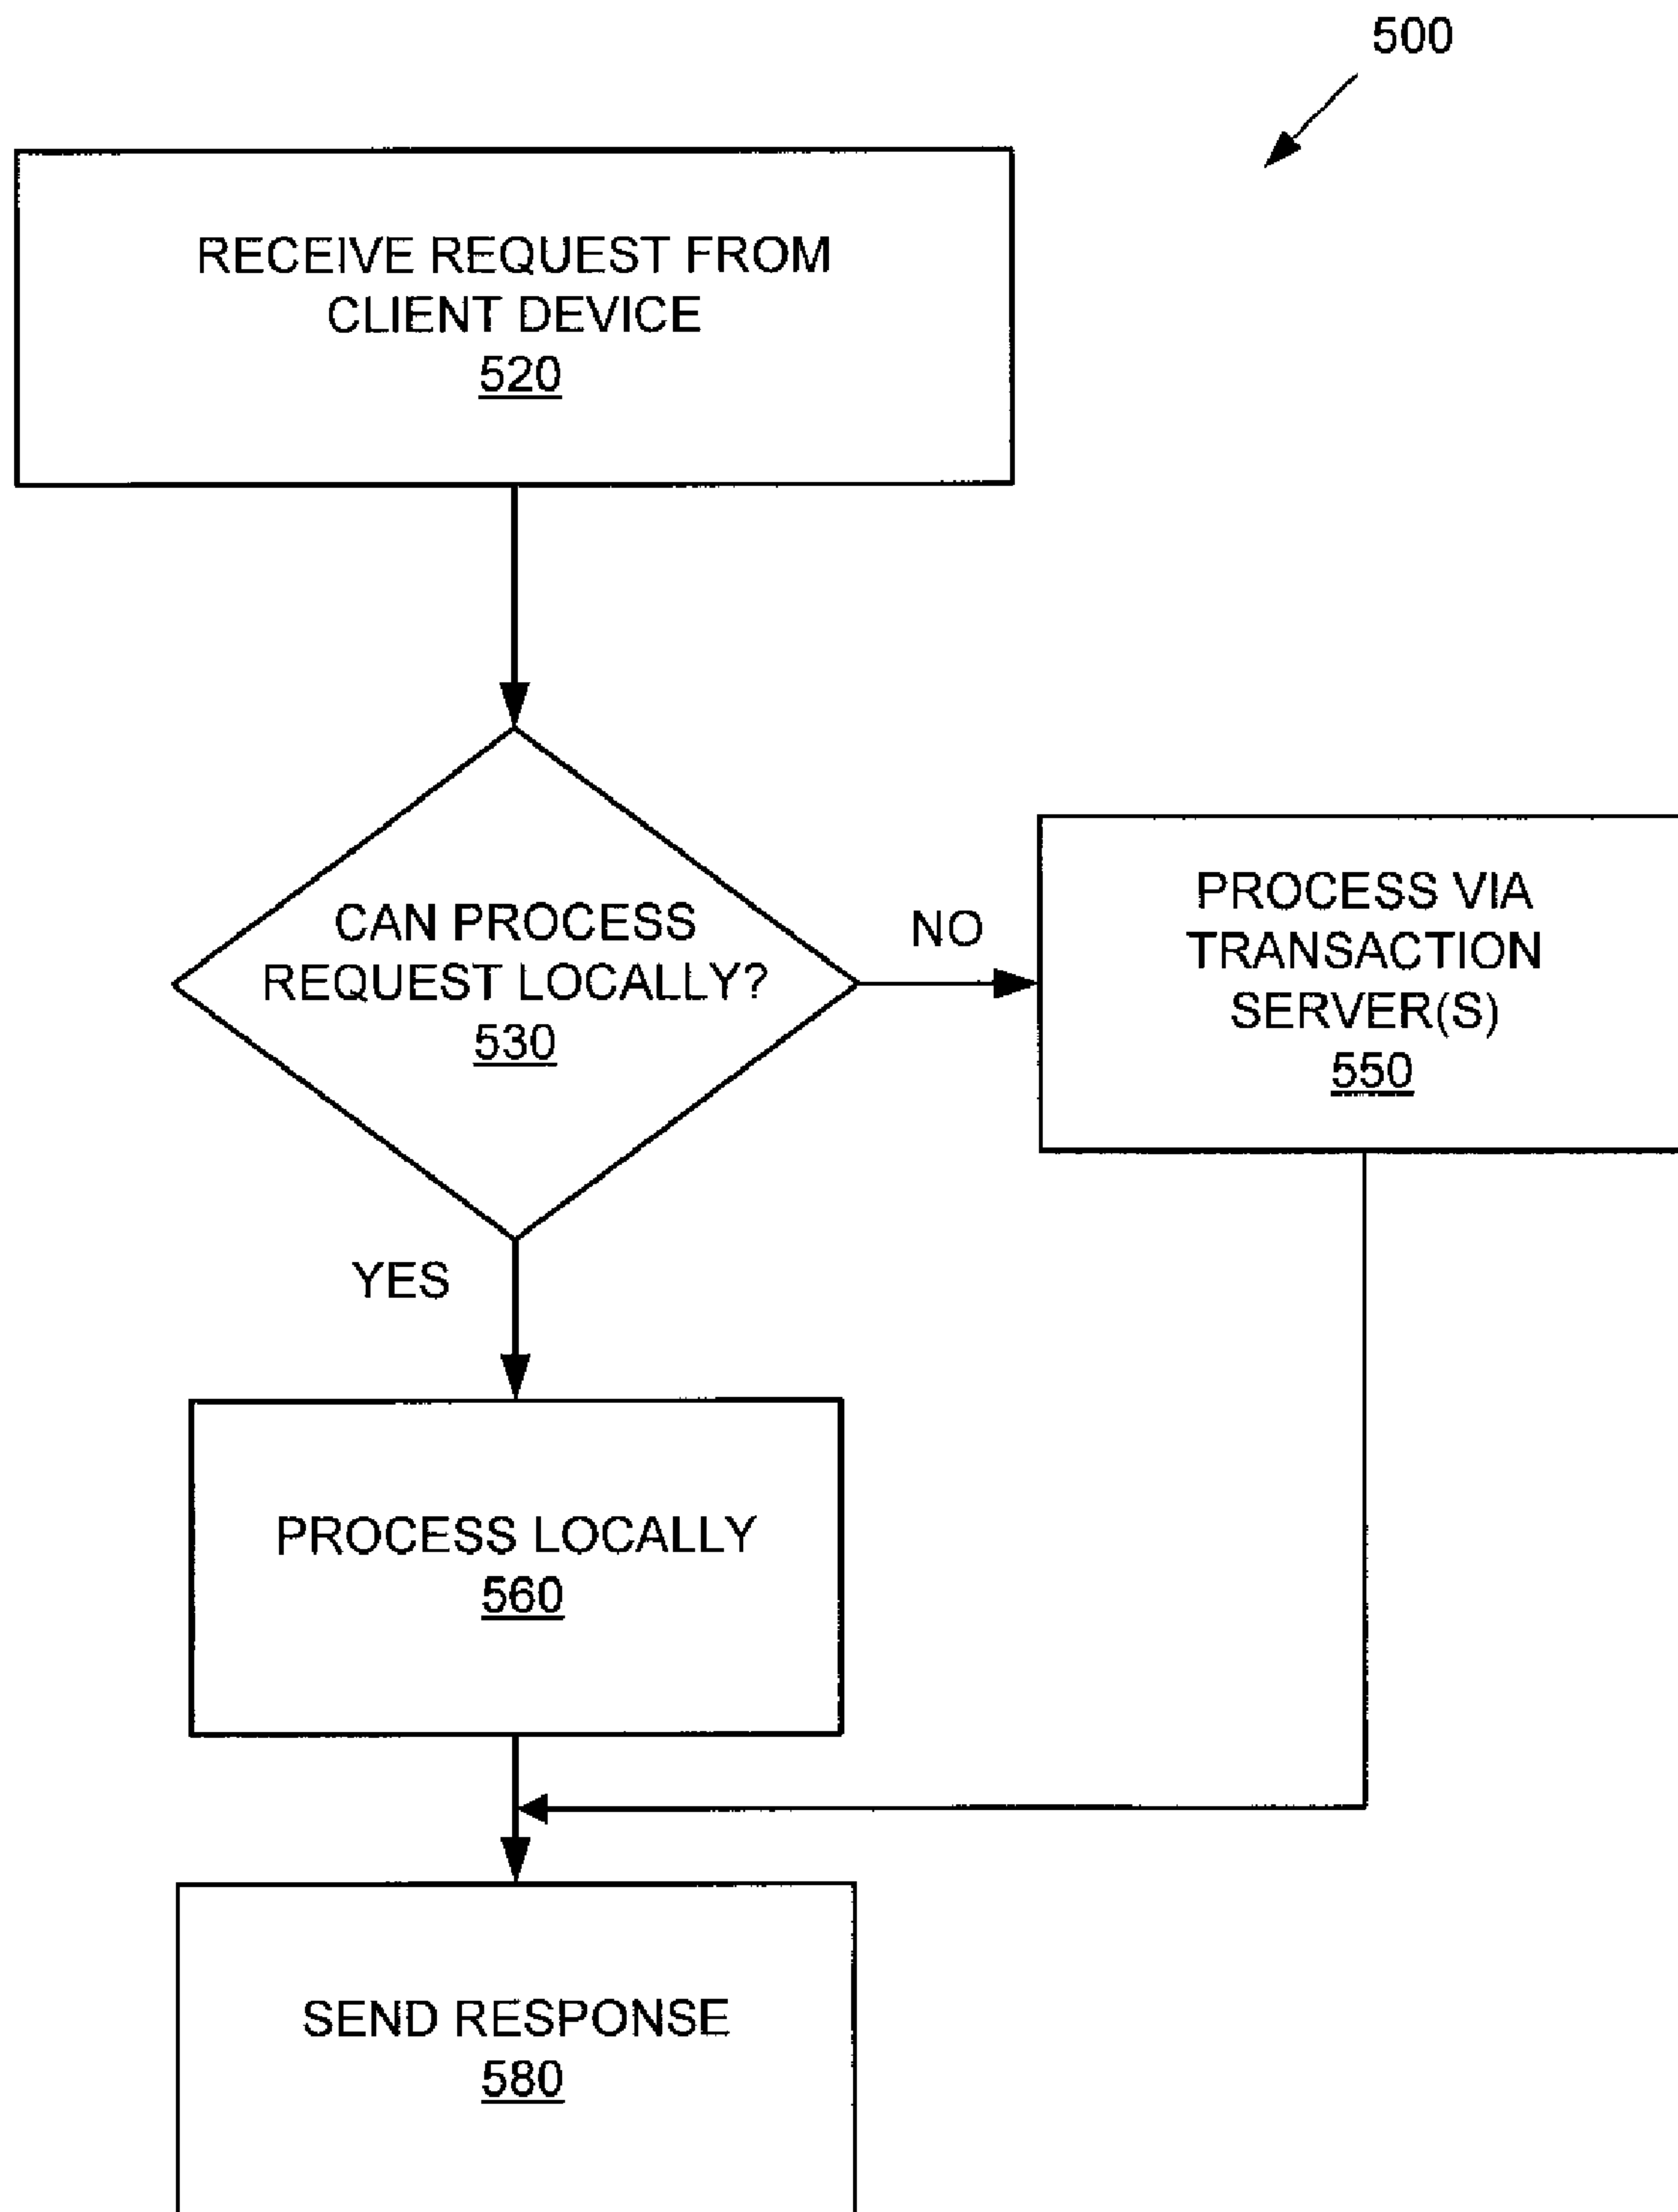 500
RECEIVE REQUEST FROM
CLIENT DEVICE
520
CAN PROCESS
REQUEST LOCALLY?
530
NO
PROCESS VIA
TRANSACTION
SERVER(S)
550
YES
PROCESS LOCALLY
560
SEND RESPONSE
580